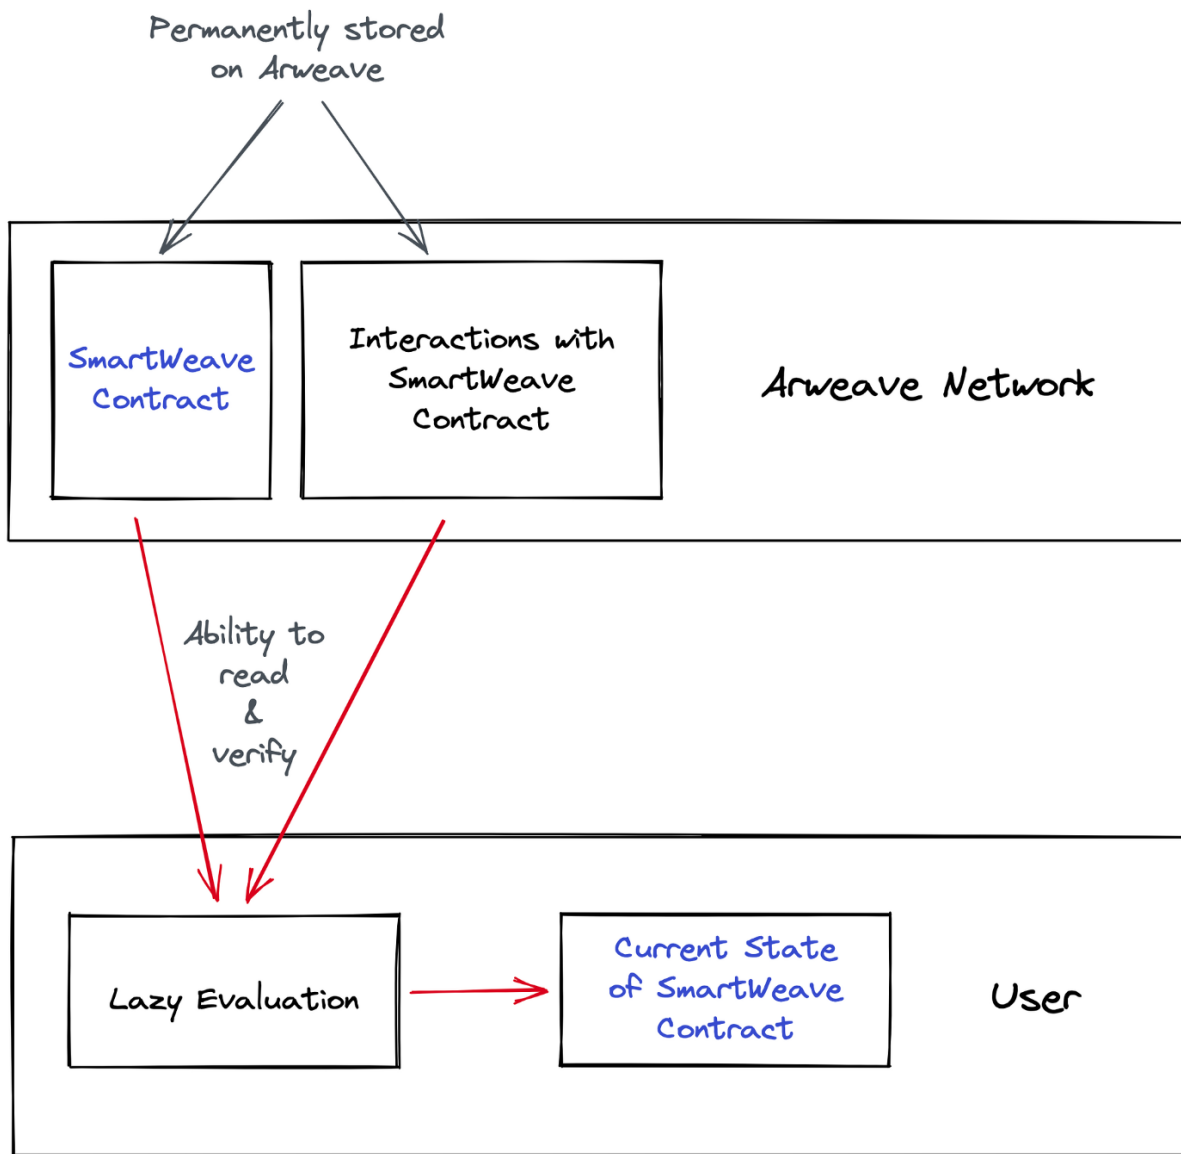 Permanently stored
on Arweave
SmartWeave
Contract
Interactions with
SmartWeave
Contract
Arweave Network
Ability to
read
&
verify
Lazy Evaluation
Current State
of SmartWeave
Contract
User